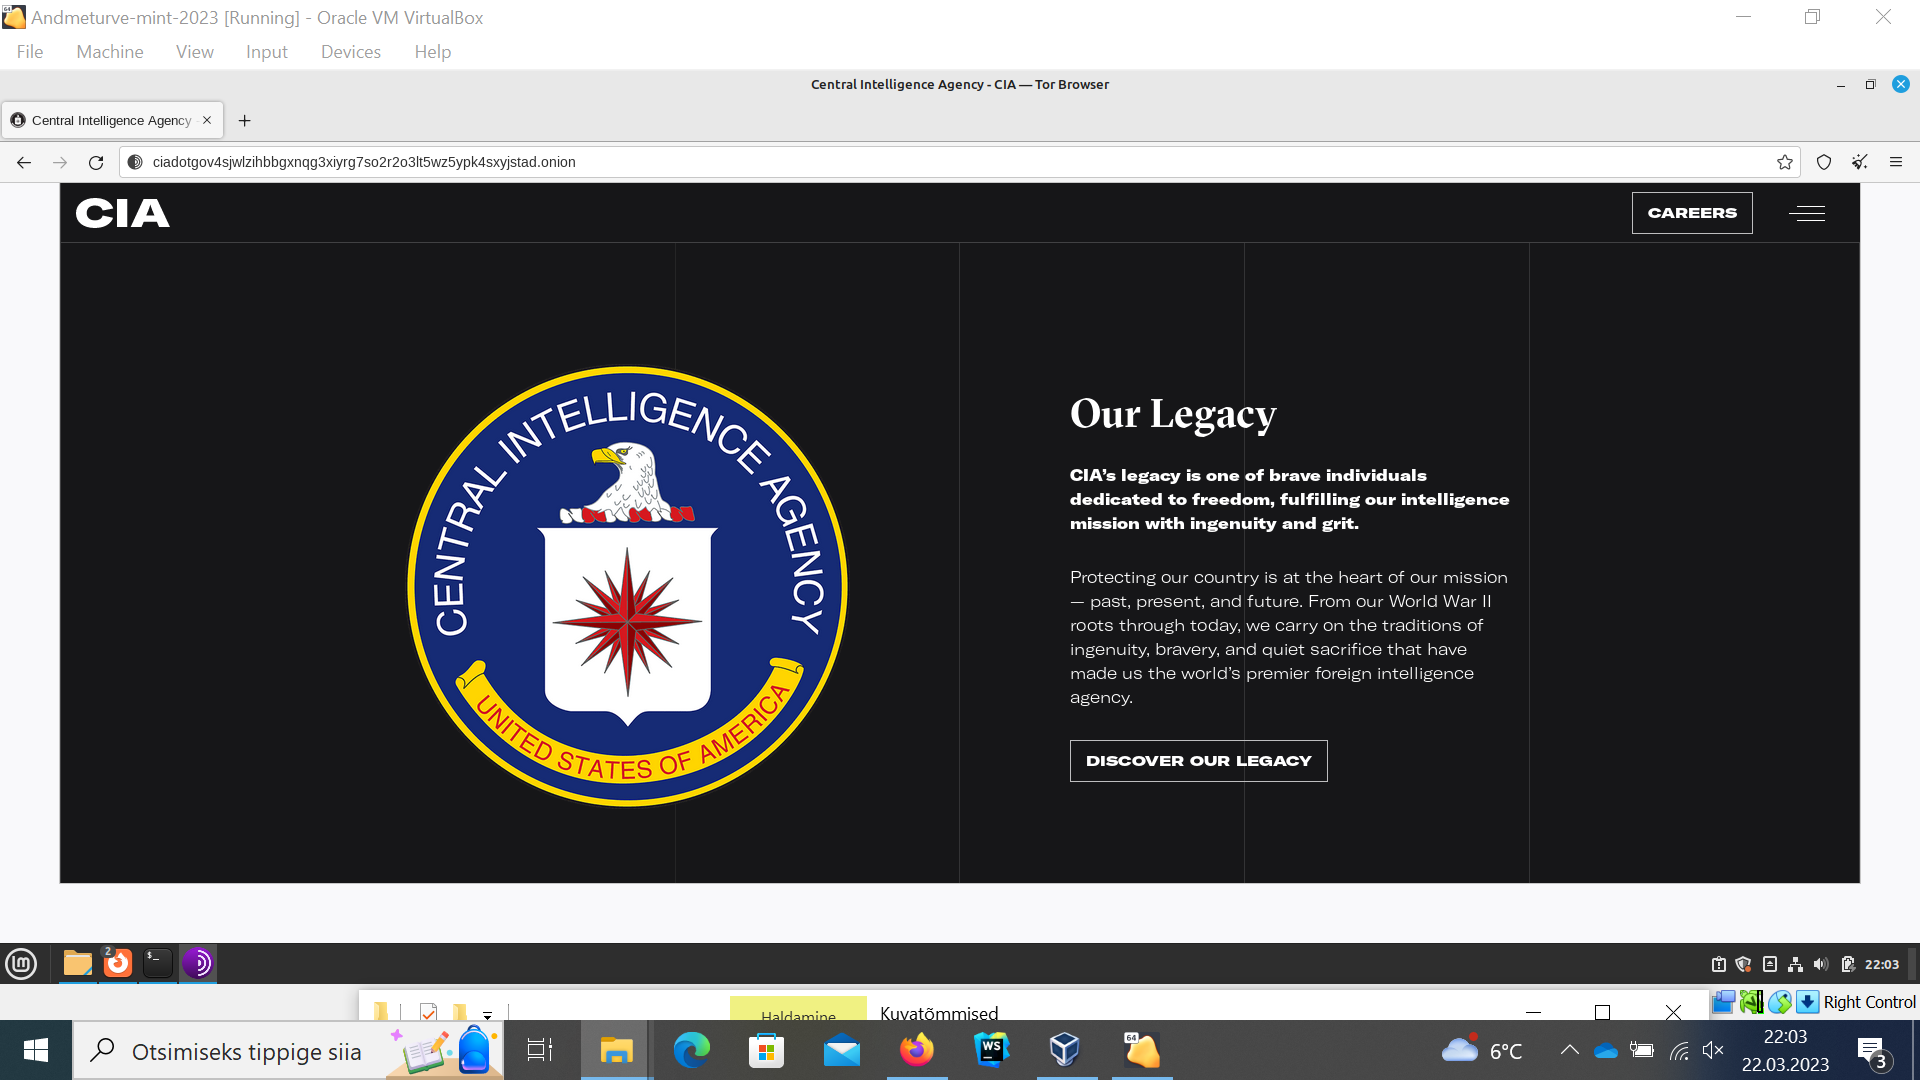 Andmeturve-mint-2023 [Running] - Oracle VM VirtualBox
File Machine View Input Devices Help
Central Intelligence Agency - CIA — Tor Browser
Central Intelligence Agency
ciadotgov4sjwlzihbbgxnqg3xiyrg7so2r2o3lt5wz5ypk4sxyjstad.onion
CIA
CAREERS
CENTRAL INTELLIGENCE AGENCY
UNITED STATES OF AMERICA
Our Legacy
CIA’s legacy is one of brave individuals
dedicated to freedom, fulfilling our intelligence
mission with ingenuity and grit.
Protecting our country is at the heart of our mission
— past, present, and future. From our World War II
roots through today, we carry on the traditions of
ingenuity, bravery, and quiet sacrifice that have
made us the world’s premier foreign intelligence
agency.
DISCOVER OUR LEGACY
2
$_
22:03
Haldamine
Kuvatõmmised
Right Control
Otsimiseks tippige siia
WS
64
6°C
22:03
22.03.2023
3